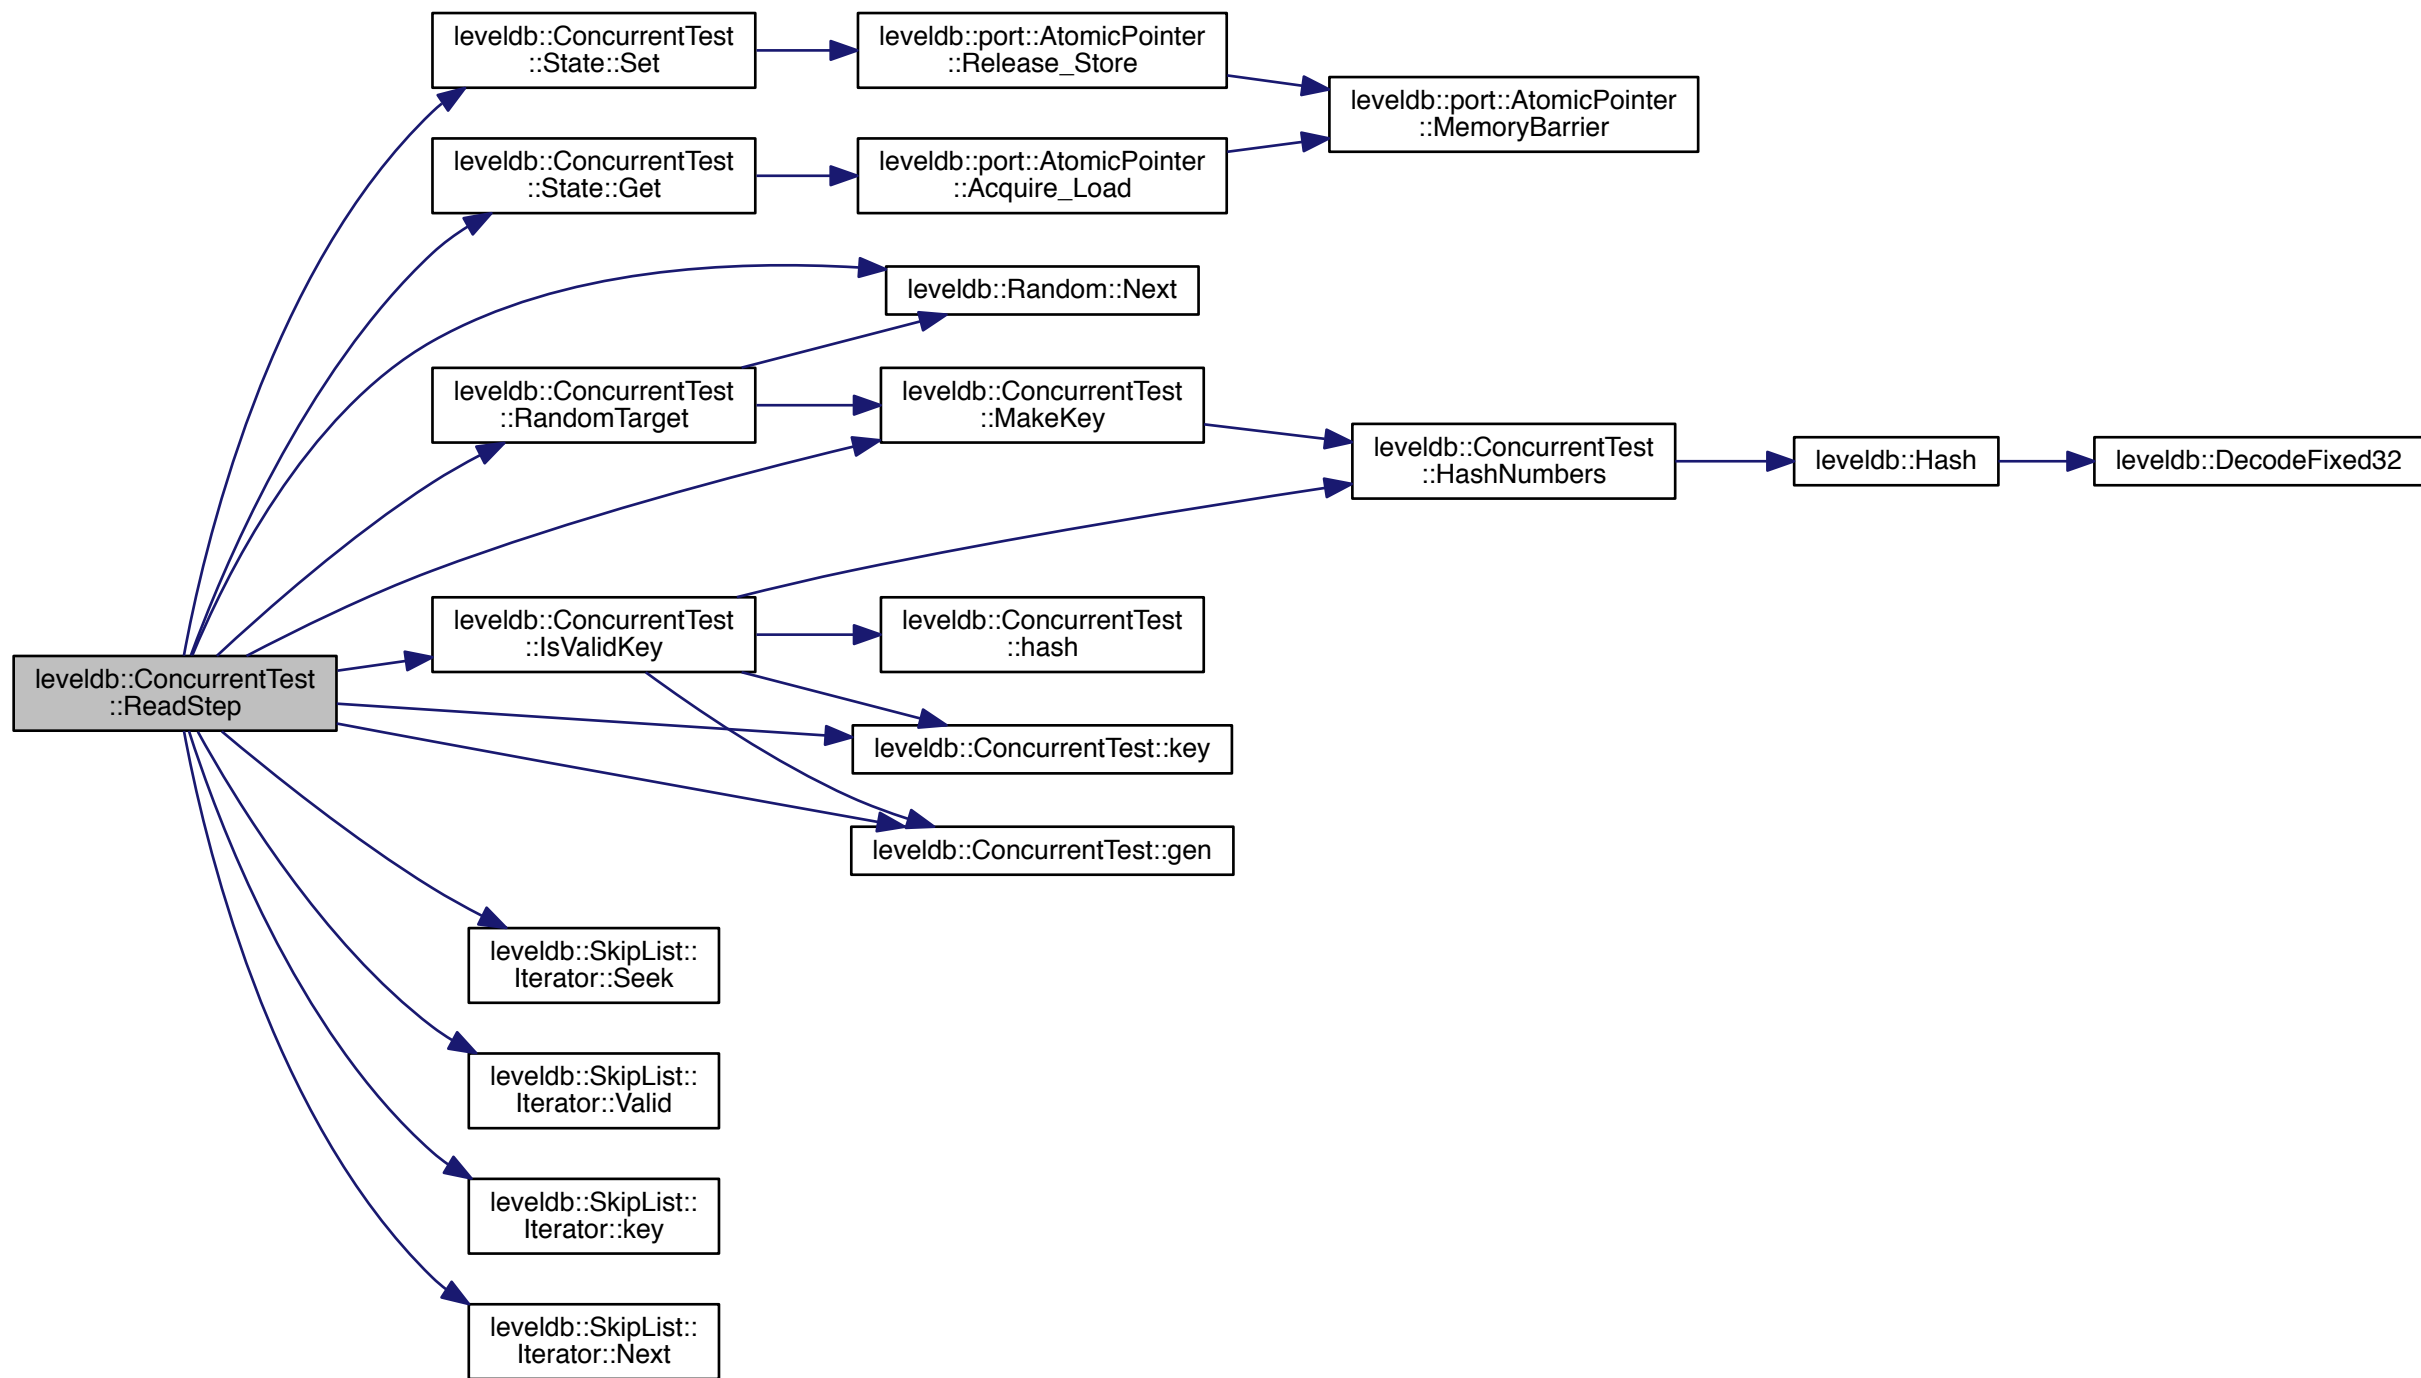 leveldb::ConcurrentTest
::State::Set
leveldb::port::AtomicPointer
::Release_Store
leveldb::port::AtomicPointer
::MemoryBarrier
leveldb::ConcurrentTest
::State::Get
leveldb::port::AtomicPointer
::Acquire_Load
leveldb::Random::Next
leveldb::ConcurrentTest
::RandomTarget
leveldb::ConcurrentTest
::MakeKey
leveldb::ConcurrentTest
::HashNumbers
leveldb::Hash
leveldb::DecodeFixed32
leveldb::ConcurrentTest
::IsValidKey
leveldb::ConcurrentTest
::hash
leveldb::ConcurrentTest
::ReadStep
leveldb::ConcurrentTest::key
leveldb::ConcurrentTest::gen
leveldb::SkipList::
Iterator::Seek
leveldb::SkipList::
Iterator::Valid
leveldb::SkipList::
Iterator::key
leveldb::SkipList::
Iterator::Next